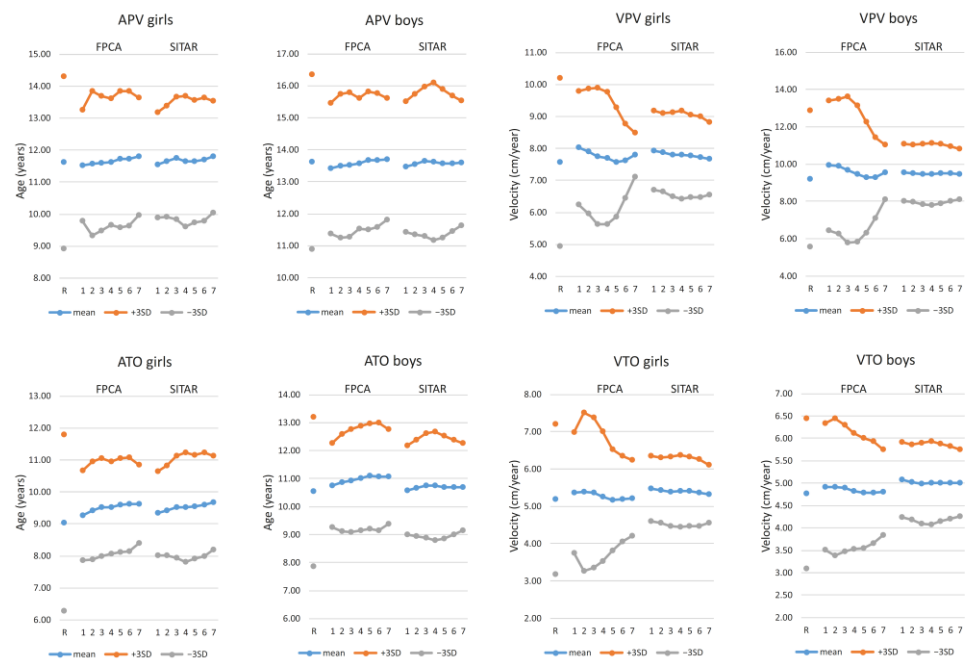 APV girls
FPCA SITAR
15.00
14.00
13.00
12.00
11.00
10.00
9.00
8.00
Age (years)
R 1 2 3 4 5 6 7 1 2 3 4 5 6 7
mean +3SD −3SD
APV boys
FPCA SITAR
17.00
16.00
15.00
14.00
13.00
12.00
11.00
10.00
Age (years)
R 1 2 3 4 5 6 7 1 2 3 4 5 6 7
mean +3SD −3SD
VPV girls
FPCA SITAR
11.00
10.00
9.00
8.00
7.00
6.00
5.00
4.00
Velocity (cm/year)
R 1 2 3 4 5 6 7 1 2 3 4 5 6 7
mean +3SD −3SD
VPV boys
FPCA SITAR
16.00
14.00
12.00
10.00
8.00
6.00
4.00
Velocity (cm/year)
R 1 2 3 4 5 6 7 1 2 3 4 5 6 7
mean +3SD −3SD
ATO girls
FPCA SITAR
13.00
12.00
11.00
10.00
9.00
8.00
7.00
6.00
Age (years)
R 1 2 3 4 5 6 7 1 2 3 4 5 6 7
mean +3SD −3SD
ATO boys
FPCA SITAR
14.00
13.00
12.00
11.00
10.00
9.00
8.00
7.00
6.00
Age (years)
R 1 2 3 4 5 6 7 1 2 3 4 5 6 7
mean +3SD −3SD
VTO girls
FPCA SITAR
8.00
7.00
6.00
5.00
4.00
3.00
2.00
Velocity (cm/year)
R 1 2 3 4 5 6 7 1 2 3 4 5 6 7
mean +3SD −3SD
VTO boys
FPCA SITAR
7.00
6.50
6.00
5.50
5.00
4.50
4.00
3.50
3.00
2.50
2.00
Velocity (cm/year)
R 1 2 3 4 5 6 7 1 2 3 4 5 6 7
mean +3SD −3SD